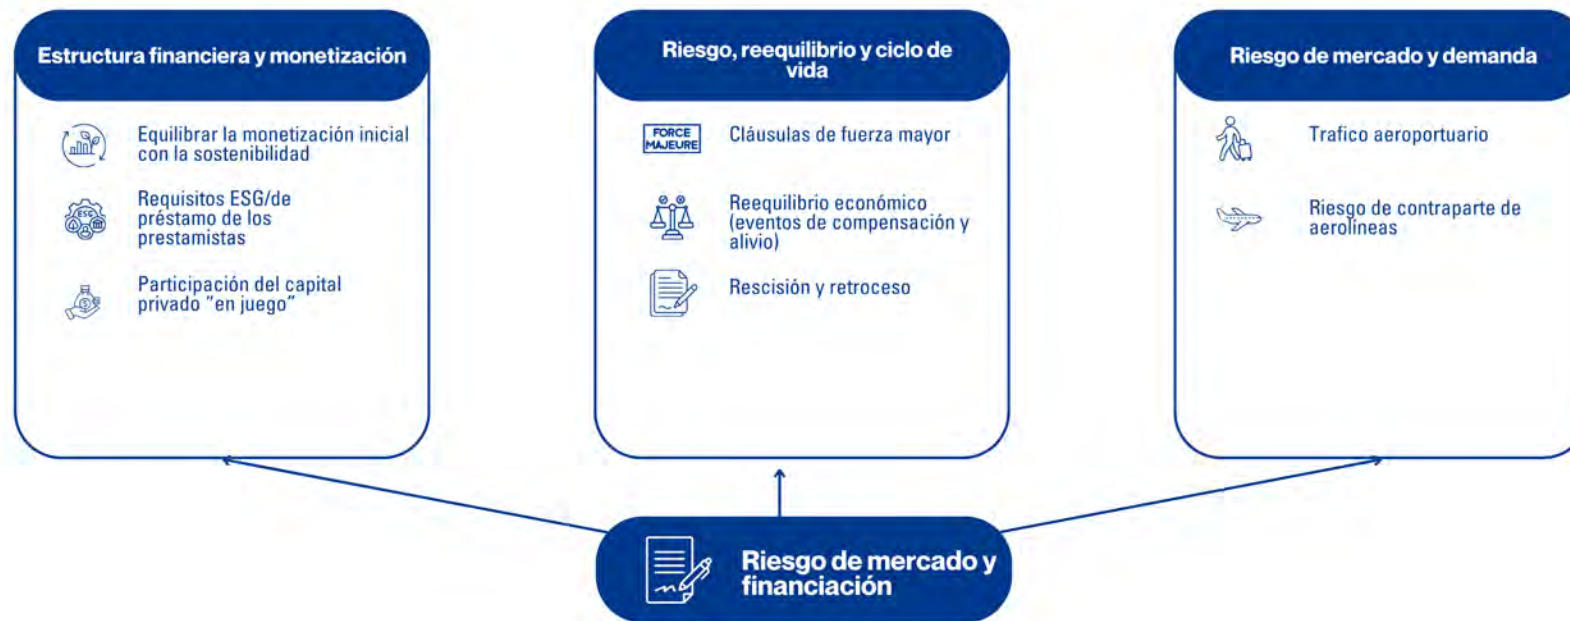 Estructura financiera y monetización
Equilibrar la monetización inicial
con la sostenibilidad
ESG
Requisitos ESG/de
préstamo de los
prestamistas
Participación del capital
privado "en juego"
Riesgo, reequilibrio y ciclo de
vida
FORCE
MAJEURE
Cláusulas de fuerza mayor
Reequilibrio económico
(eventos de compensación y
alivio)
Rescisión y retroceso
Riesgo de mercado y demanda
Trafico aeroportuario
Riesgo de contraparte de
aerolíneas
Riesgo de mercado y
financiación